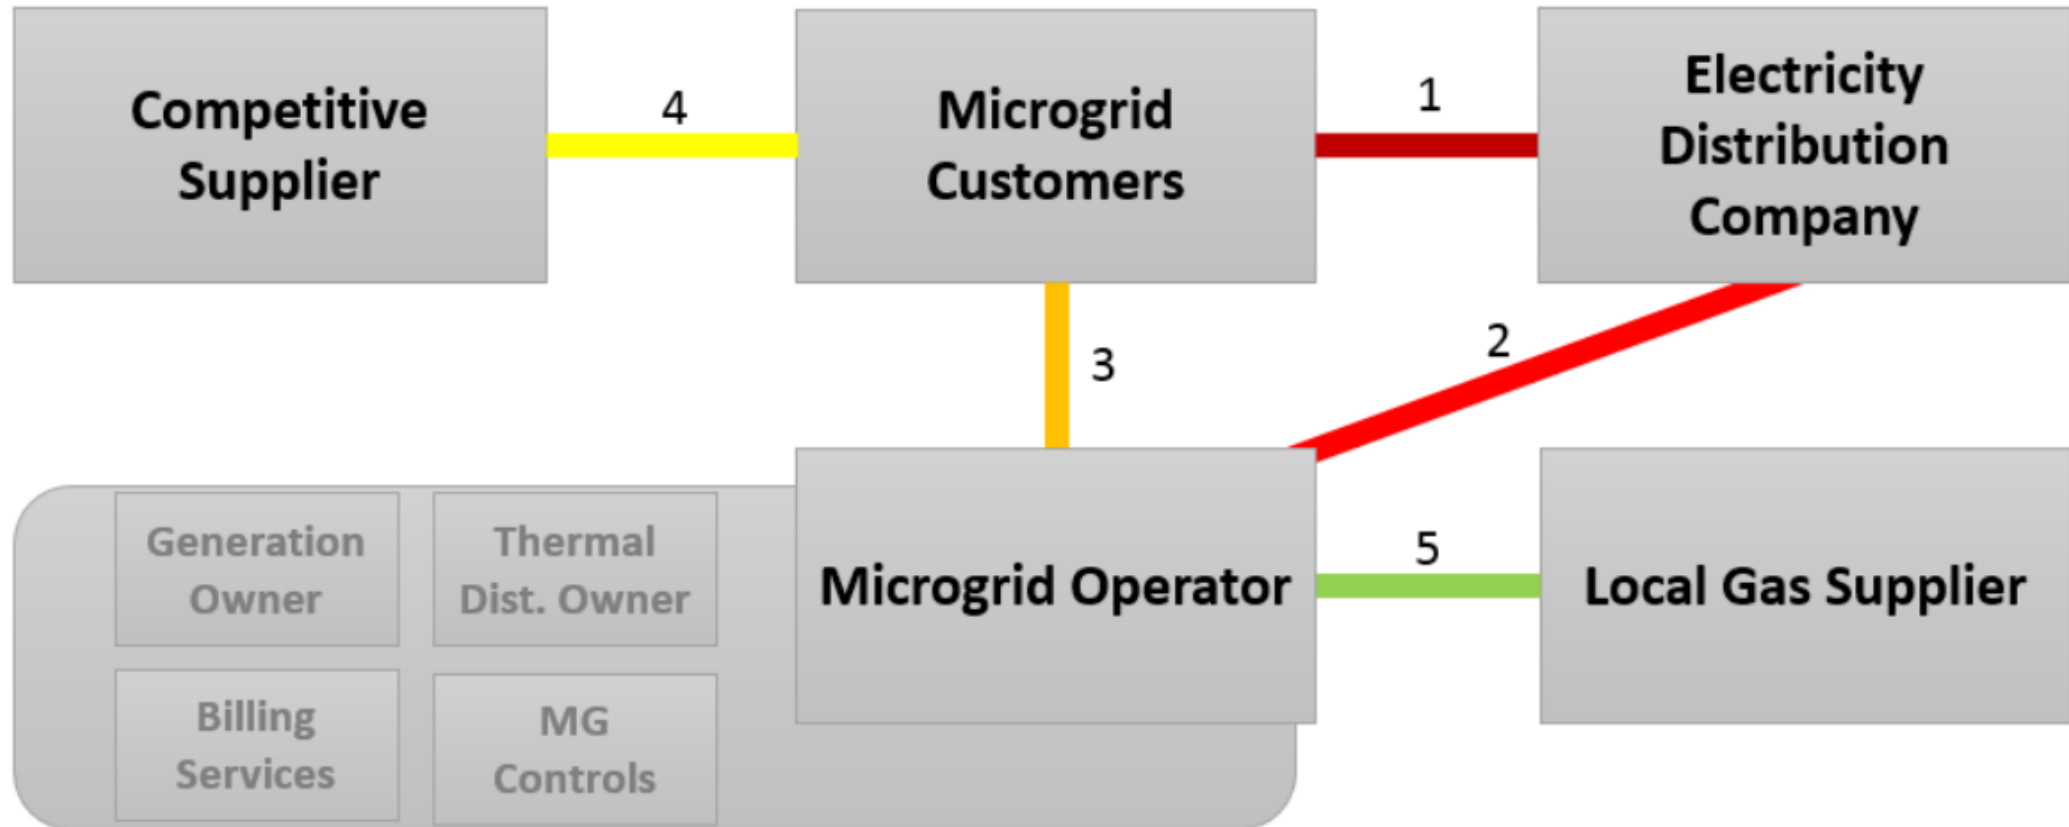 Competitive
Supplier
4
Microgrid
Customers
1
Electricity
Distribution
Company
3
2
Generation
Owner
Thermal
Dist. Owner
Billing
Services
MG
Controls
Microgrid Operator
5
Local Gas Supplier